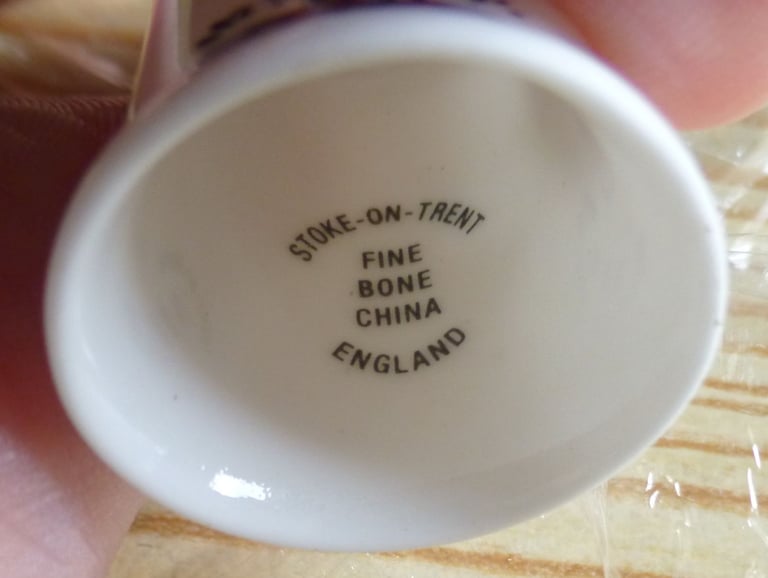 STOKE-ON-TRENT
FINE
BONE
CHINA
ENGLAND